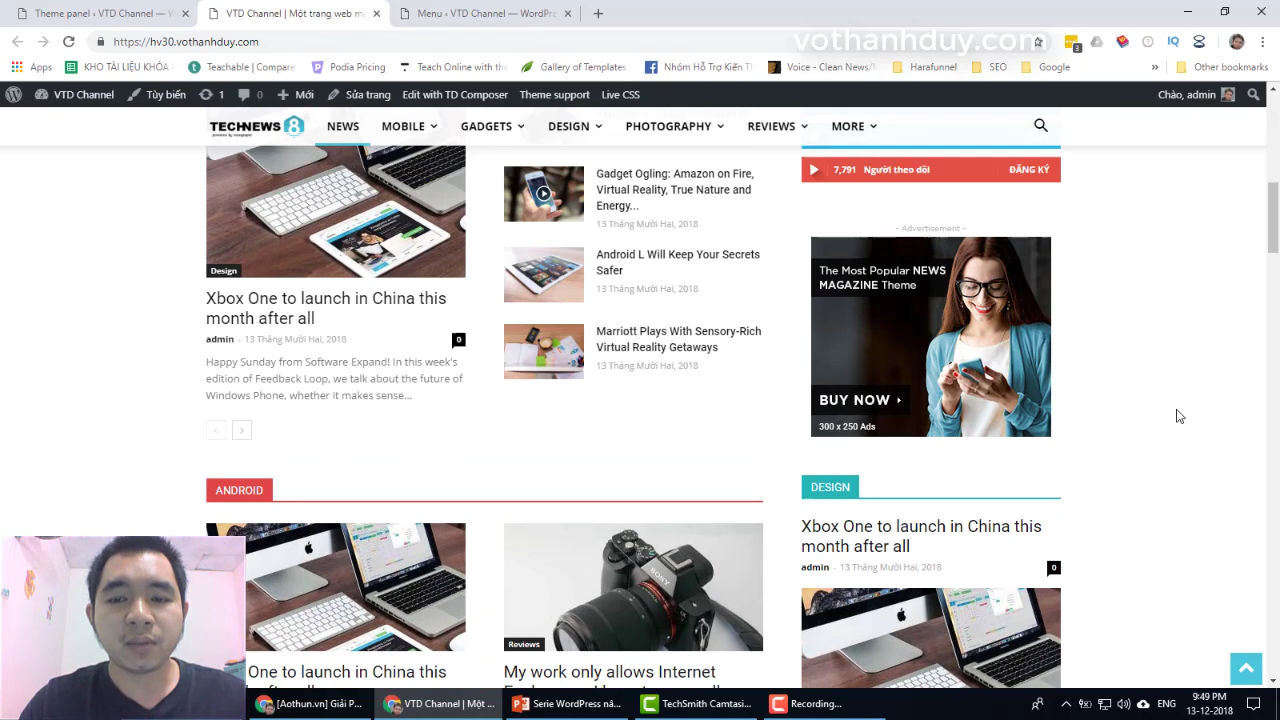 Themes ‹ VTD Channel — W
VTD Channel | Một
Menu ‹ VTD Channel — WordPre
https://hv30.vothanhduy.com
vothanhduy.com
3
IQ
Apps
KHO TÀI LIỆU KHÓA
Teachable | Compare
Podia Pricing
Teach Online with the
Gallery of Templates
Nhóm Hỗ Trợ Kiến Th
Voice - Clean News/
Harafunnel
SEO
Google
»
Other bookmarks
VTD Channel
Tùy biến
1
0
Mới
Sửa trang
Edit with TD Composer
Theme support
Live CSS
Chào, admin
TECHNEWS 8
NEWS
MOBILE
GADGETS
DESIGN
PHOTOGRAPHY
REVIEWS
MORE
Design
Xbox One to launch in China this
month after all
admin - 13 Tháng Mười Hai, 2018
0
Happy Sunday from Software Expand! In this week's
edition of Feedback Loop, we talk about the future of
Windows Phone, whether it makes sense...
Gadget Ogling: Amazon on Fire,
Virtual Reality, True Nature and
Energy...
13 Tháng Mười Hai, 2018
Android L Will Keep Your Secrets
Safer
13 Tháng Mười Hai, 2018
Marriott Plays With Sensory-Rich
Virtual Reality Getaways
13 Tháng Mười Hai, 2018
7,791 Người theo dõi
ĐĂNG KÝ
- Advertisement -
The Most Popular NEWS
MAGAZINE Theme
BUY NOW
300 x 250 Ads
ANDROID
One to launch in China this
SONY
Reviews
My work only allows Internet
DESIGN
Xbox One to launch in China this
month after all
admin - 13 Tháng Mười Hai, 2018
0
[Aothun.vn] Giải P...
VTD Channel | Một ...
Serie WordPress nâ...
TechSmith Camtasi...
Recording...
ENG
9:49 PM
13-12-2018